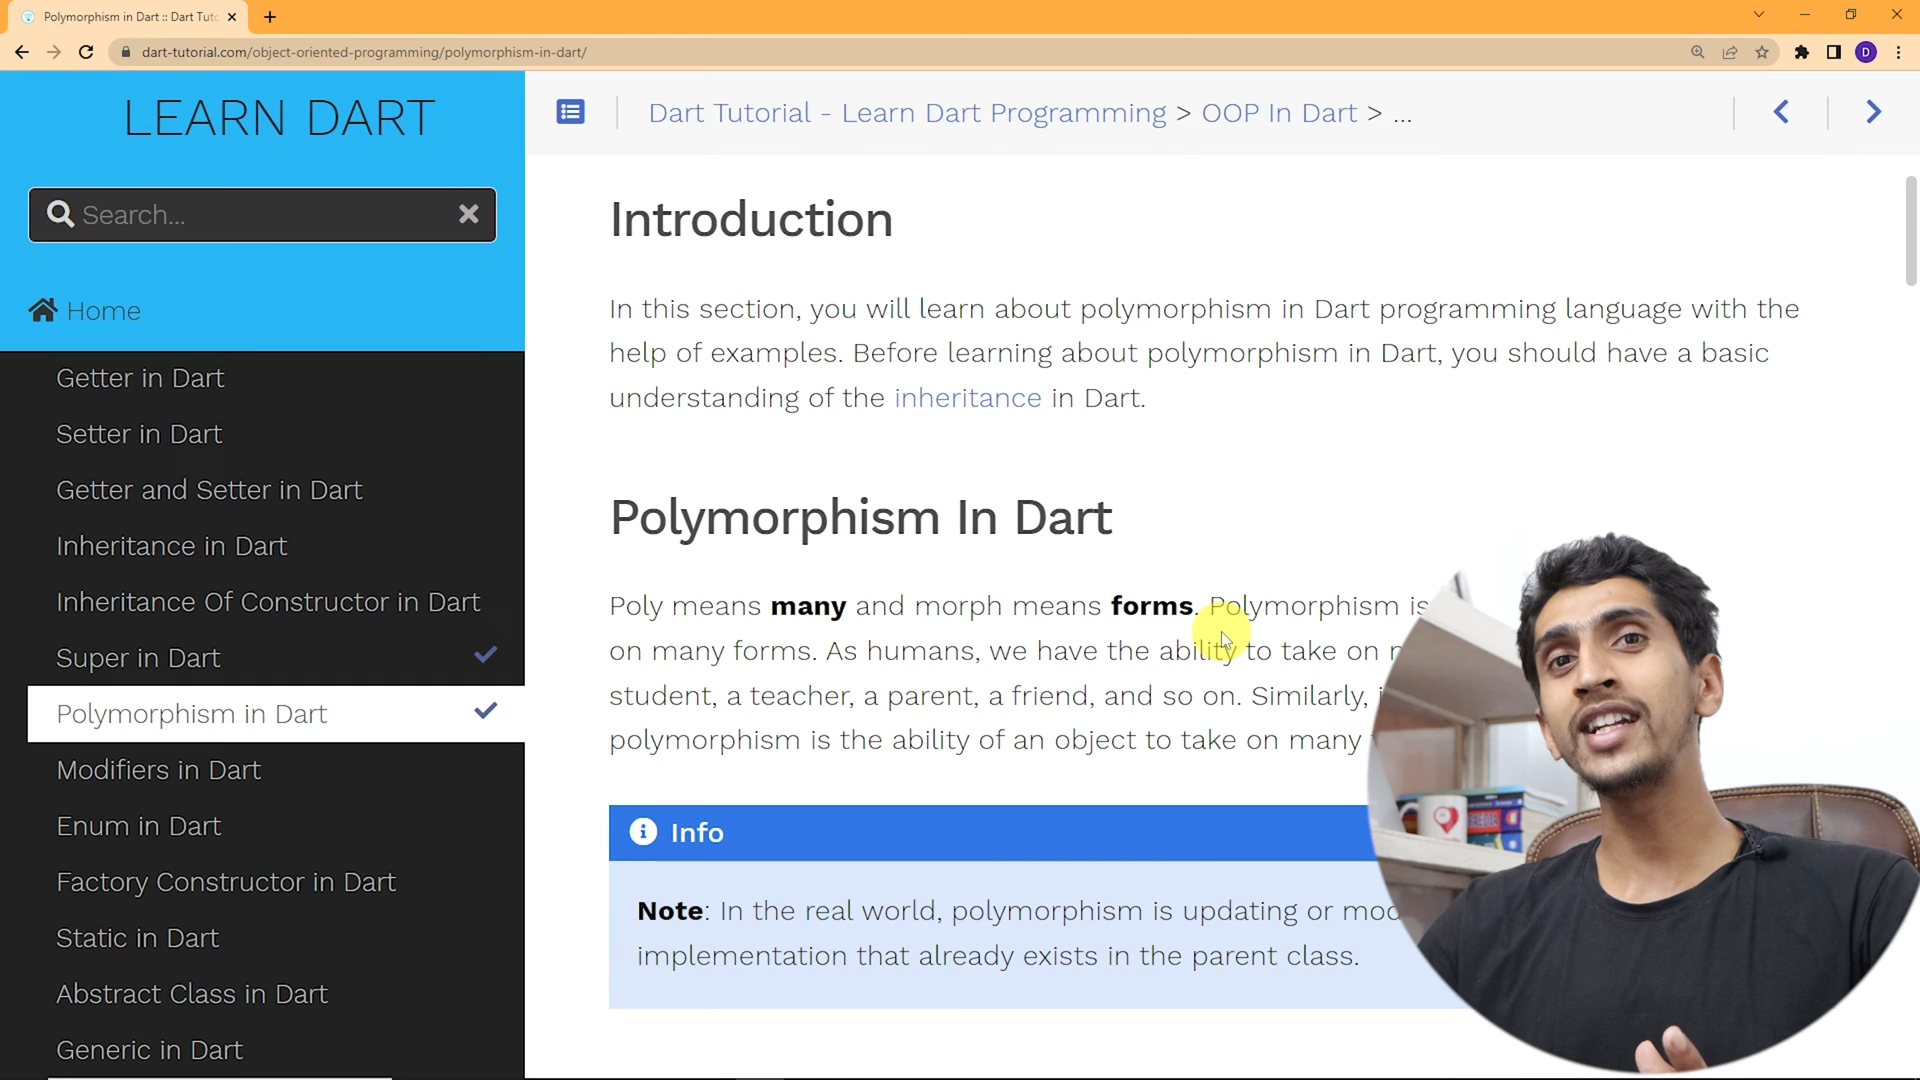 Polymorphism in Dart :: Dart Tuto
dart-tutorial.com/object-oriented-programming/polymorphism-in-dart/
D
LEARN DART
Search...
Home
Getter in Dart
Setter in Dart
Getter and Setter in Dart
Inheritance in Dart
Inheritance Of Constructor in Dart
Super in Dart
Polymorphism in Dart
Modifiers in Dart
Enum in Dart
Factory Constructor in Dart
Static in Dart
Abstract Class in Dart
Generic in Dart
Dart Tutorial - Learn Dart Programming > OOP In Dart > ...
Introduction
In this section, you will learn about polymorphism in Dart programming language with the
help of examples. Before learning about polymorphism in Dart, you should have a basic
understanding of the inheritance in Dart.
Polymorphism In Dart
Poly means many and morph means forms. Polymorphism is
on many forms. As humans, we have the ability to take on
student, a teacher, a parent, a friend, and so on. Similarly,
polymorphism is the ability of an object to take on many
Info
Note: In the real world, polymorphism is updating or
implementation that already exists in the parent class.